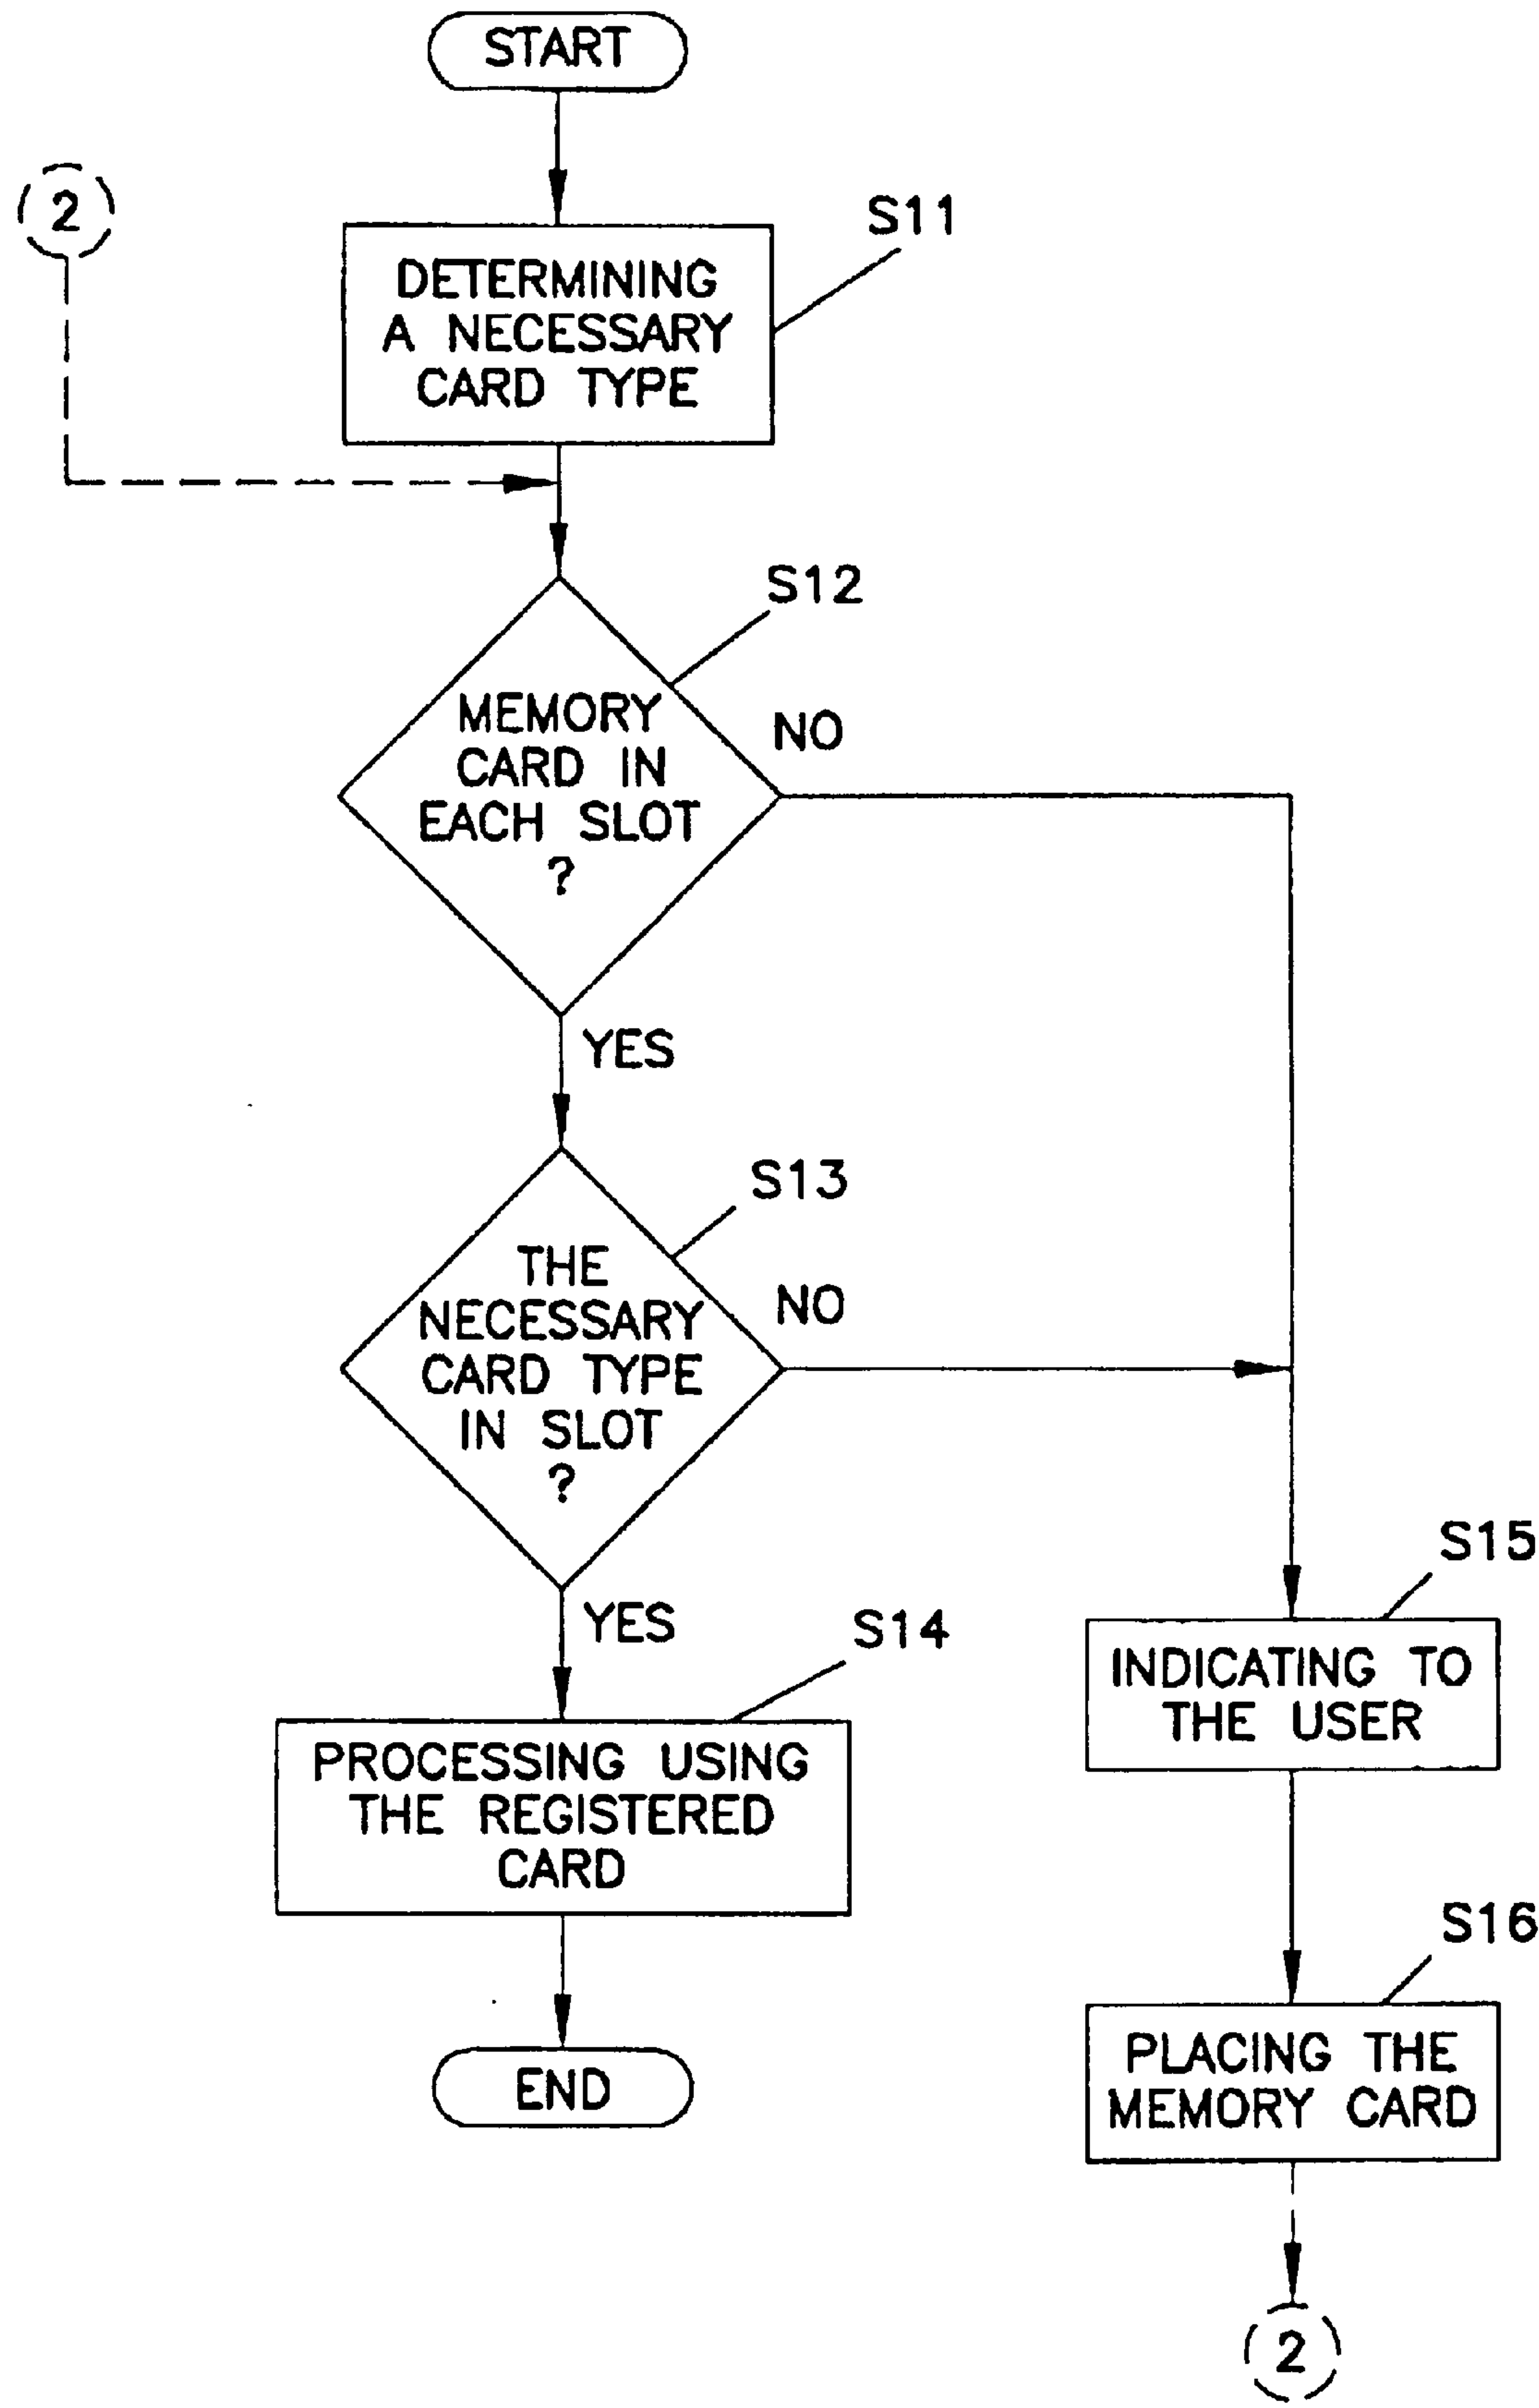 START
2
S11
DETERMINING
A NECESSARY
CARD TYPE
S12
MEMORY
CARD IN
EACH SLOT
?
NO
YES
S13
THE
NECESSARY
CARD TYPE
IN SLOT
?
NO
YES
S14
PROCESSING USING
THE REGISTERED
CARD
END
S15
INDICATING TO
THE USER
S16
PLACING THE
MEMORY CARD
2